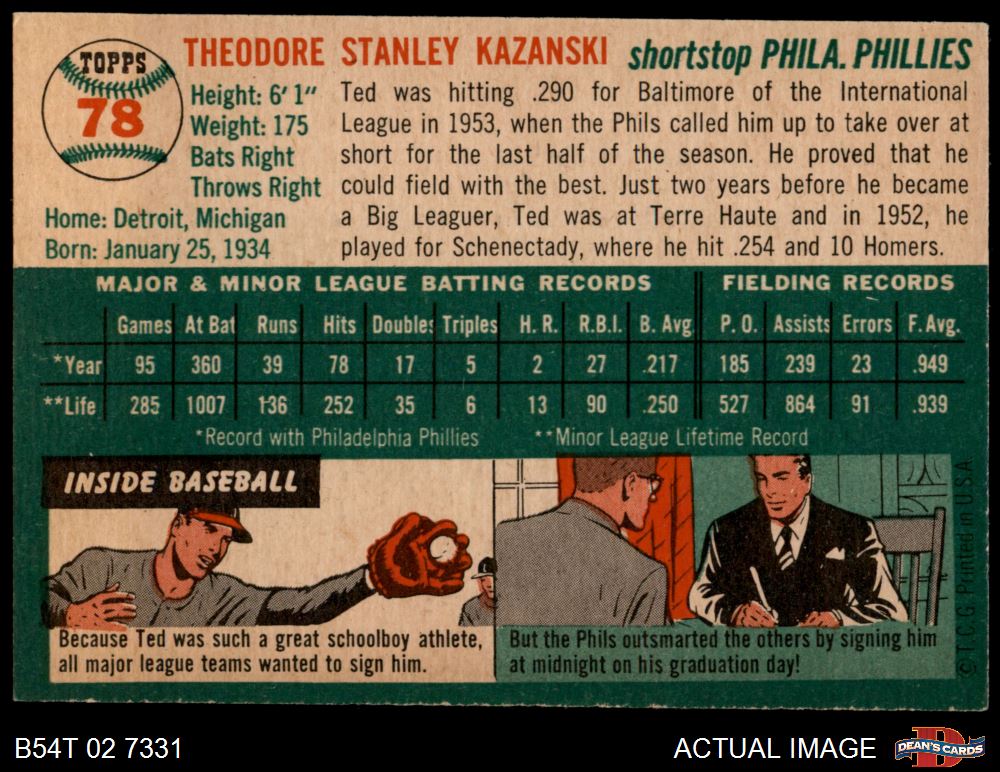 TOPPS
78
THEODORE STANLEY KAZANSKI shortstop PHILA. PHILLIES
Height: 6' 1"
Weight: 175
Bats Right
Throws Right
Home: Detroit, Michigan
Born: January 25, 1934
Ted was hitting .290 for Baltimore of the International
League in 1953, when the Phils called him up to take over at
short for the last half of the season. He proved that he
could field with the best. Just two years before he became
a Big Leaguer, Ted was at Terre Haute and in 1952, he
played for Schenectady, where he hit .254 and 10 Homers.
MAJOR & MINOR LEAGUE BATTING RECORDS FIELDING RECORDS
Games At Bat Runs Hits Doubles Triples H. R. R.B.I. B. Avg. P. O. Assists Errors F. Avg.
*Year 95 360 39 78 17 5 2 27 .217 185 239 23 .949
**Life 285 1007 136 252 35 6 13 90 .250 527 864 91 .939
*Record with Philadelphia Phillies **Minor League Lifetime Record
INSIDE BASEBALL
Because Ted was such a great schoolboy athlete,
all major league teams wanted to sign him.
But the Phils outsmarted the others by signing him
at midnight on his graduation day!
© T.C.G. Printed in U.S.A.
B54T 02 7331 ACTUAL IMAGE
D
DEAN'S CARDS